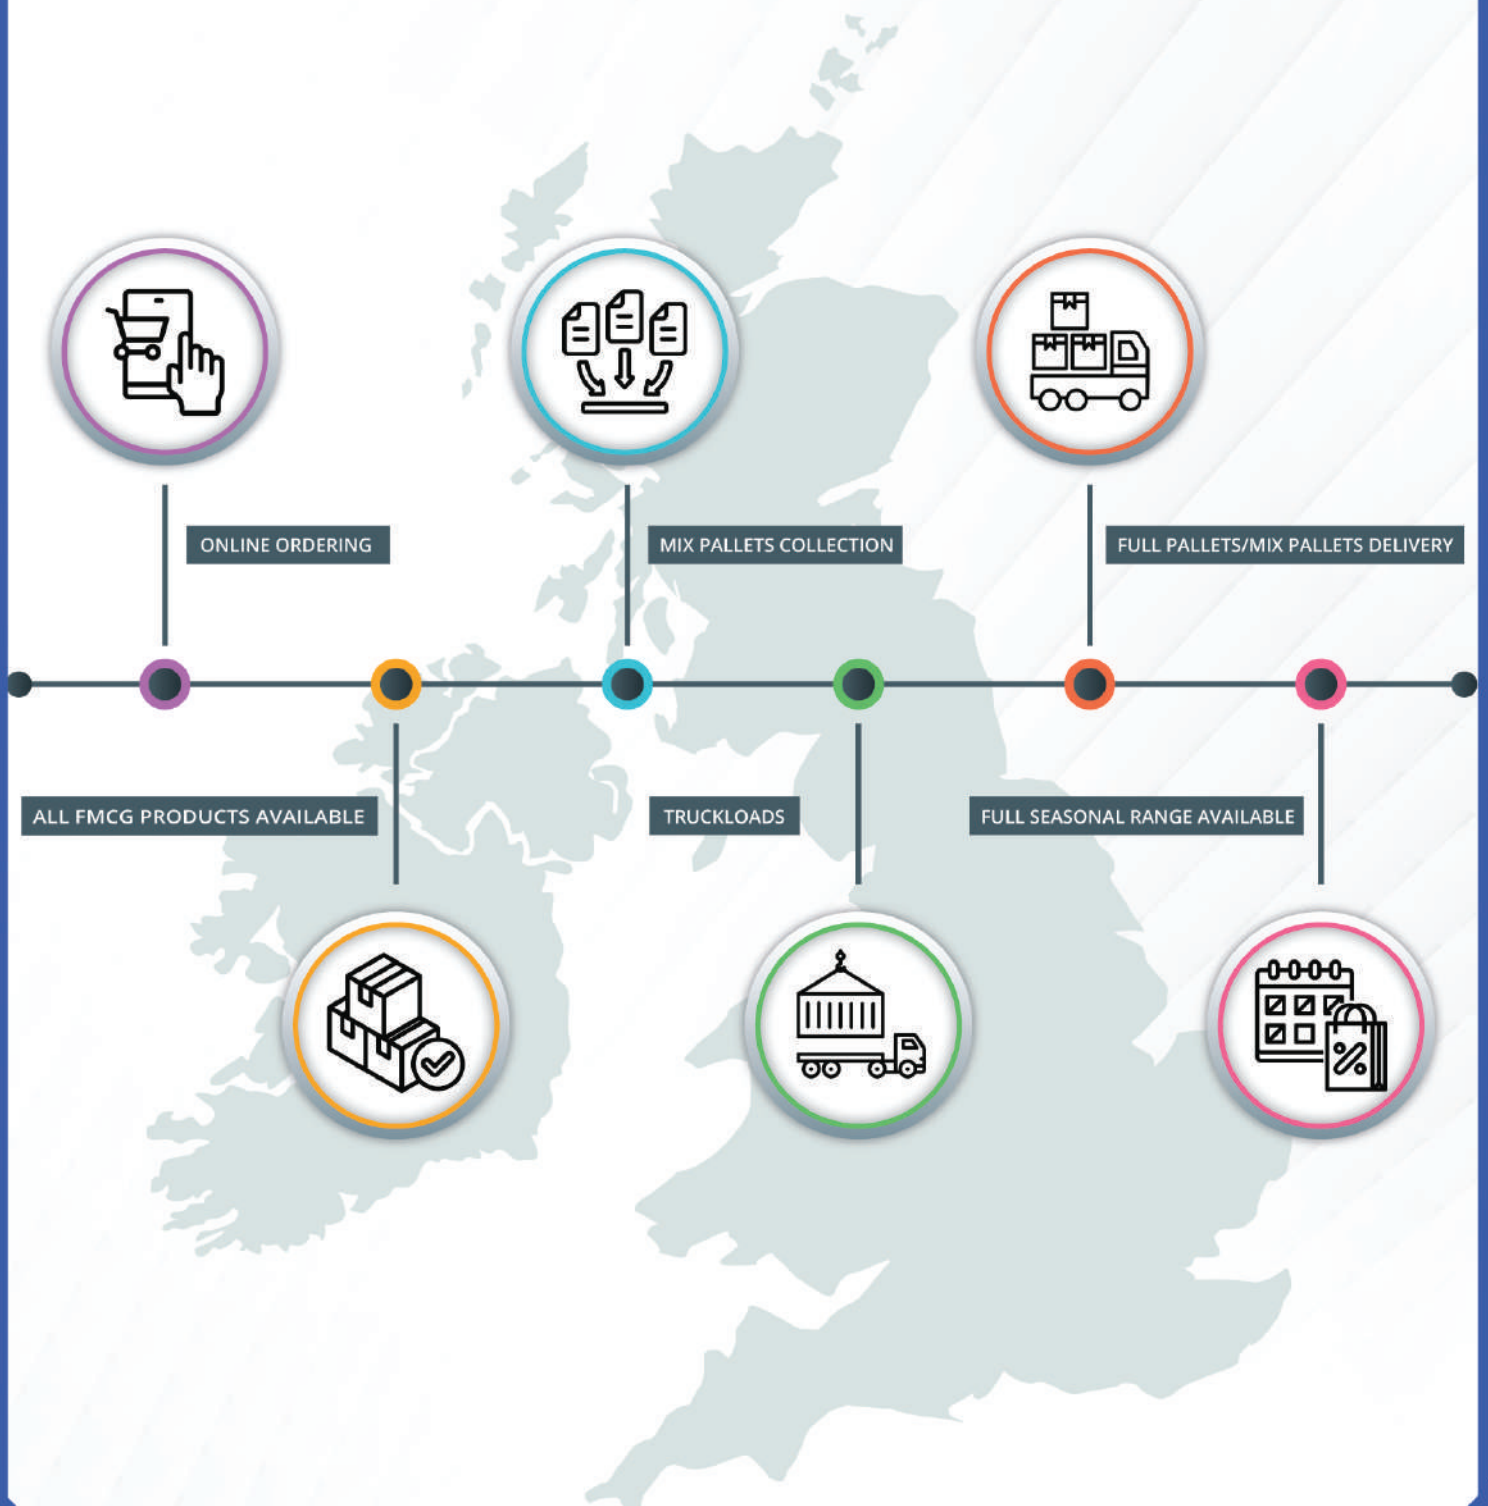 ONLINE ORDERING
MIX PALLETS COLLECTION
FULL PALLETS/MIX PALLETS DELIVERY
ALL FMCG PRODUCTS AVAILABLE
TRUCKLOADS
FULL SEASONAL RANGE AVAILABLE